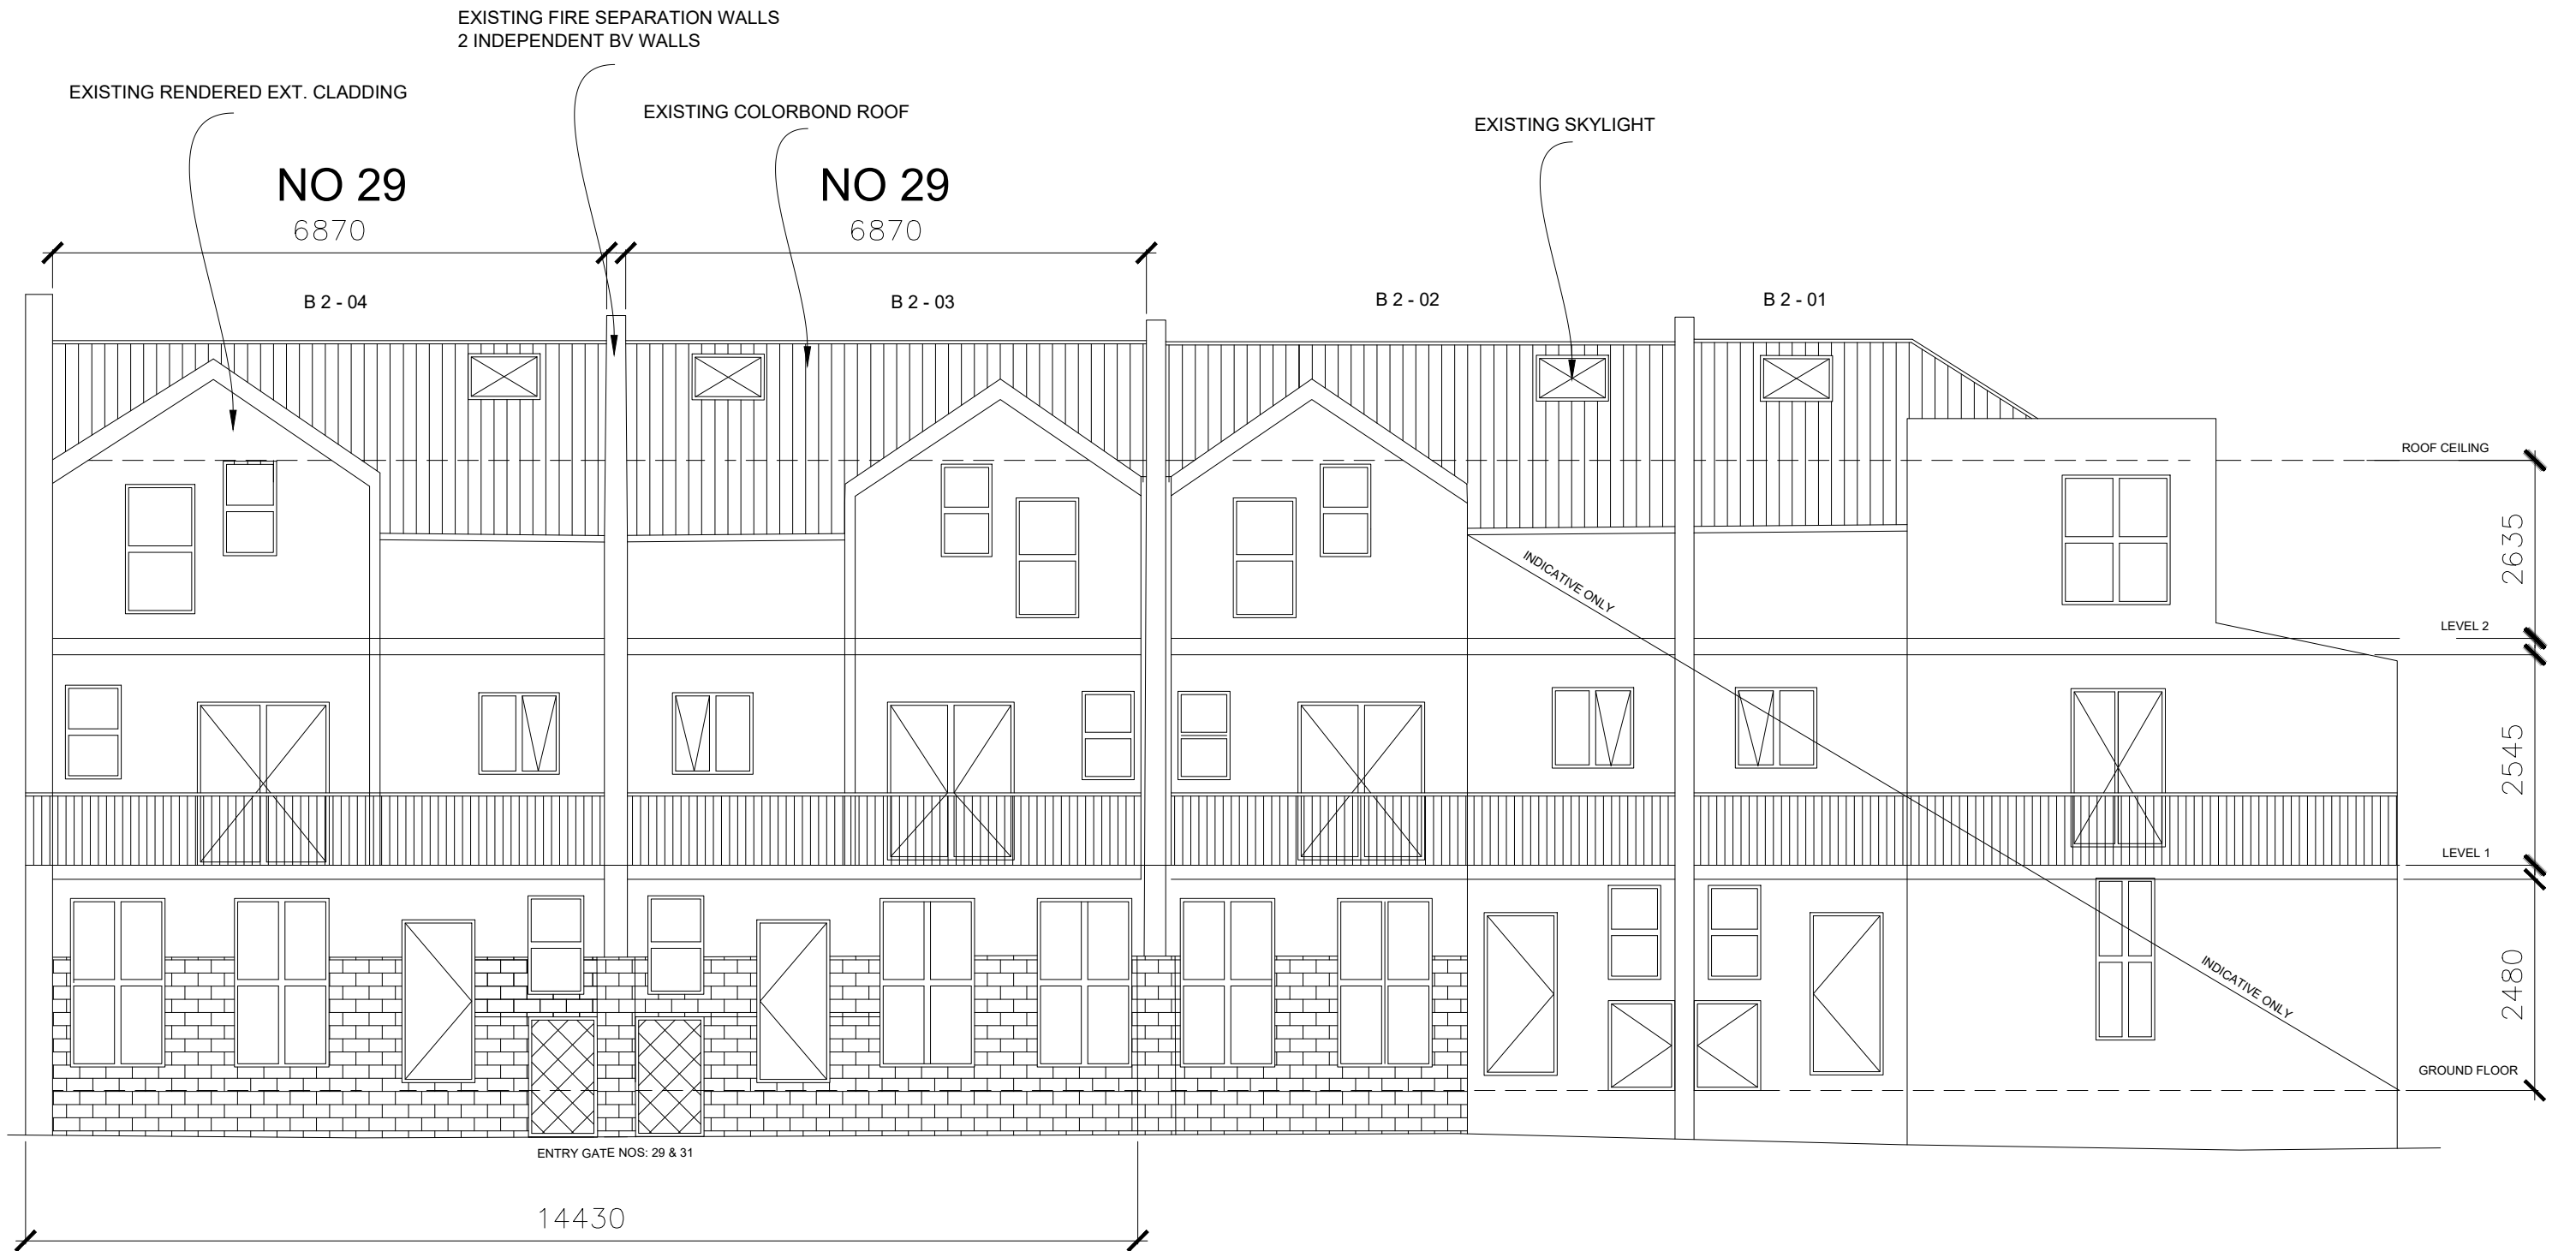 EXISTING FIRE SEPARATION WALLS
2 INDEPENDENT BV WALLS
EXISTING RENDERED EXT. CLADDING
EXISTING COLORBOND ROOF
EXISTING SKYLIGHT
NO 29
6870
NO 29
6870
B 2 - 04
B 2 - 03
B 2 - 02
B 2 - 01
ROOF CEILING
2635
INDICATIVE ONLY
LEVEL 2
2545
LEVEL 1
2480
INDICATIVE ONLY
GROUND FLOOR
ENTRY GATE NOS: 29 & 31
14430